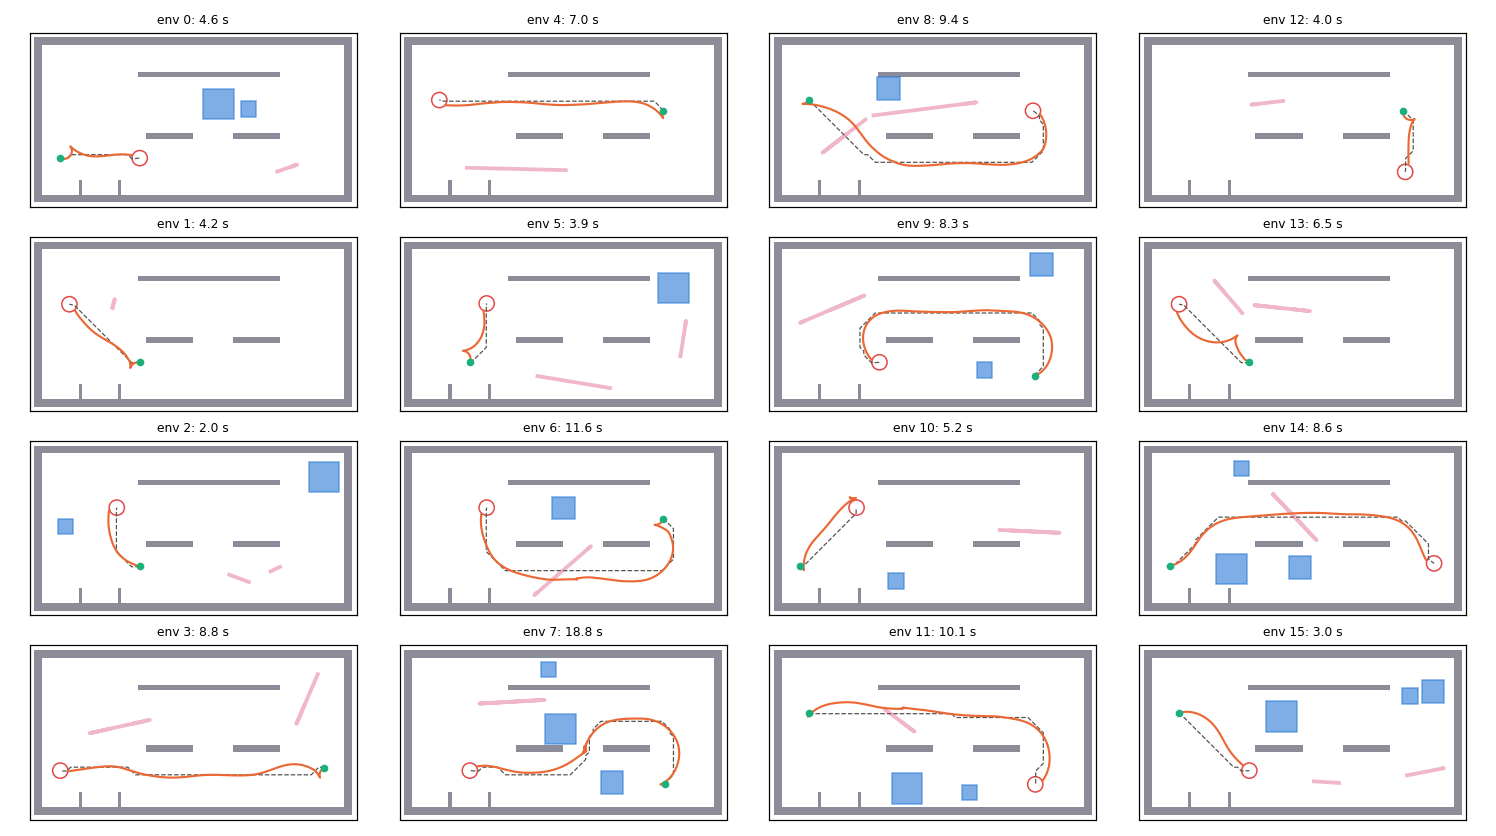 env 0: 4.6 s
env 4: 7.0 s
env 8: 9.4 s
env 12: 4.0 s
env 1: 4.2 s
env 5: 3.9 s
env 9: 8.3 s
env 13: 6.5 s
env 2: 2.0 s
env 6: 11.6 s
env 10: 5.2 s
env 14: 8.6 s
env 3: 8.8 s
env 7: 18.8 s
env 11: 10.1 s
env 15: 3.0 s